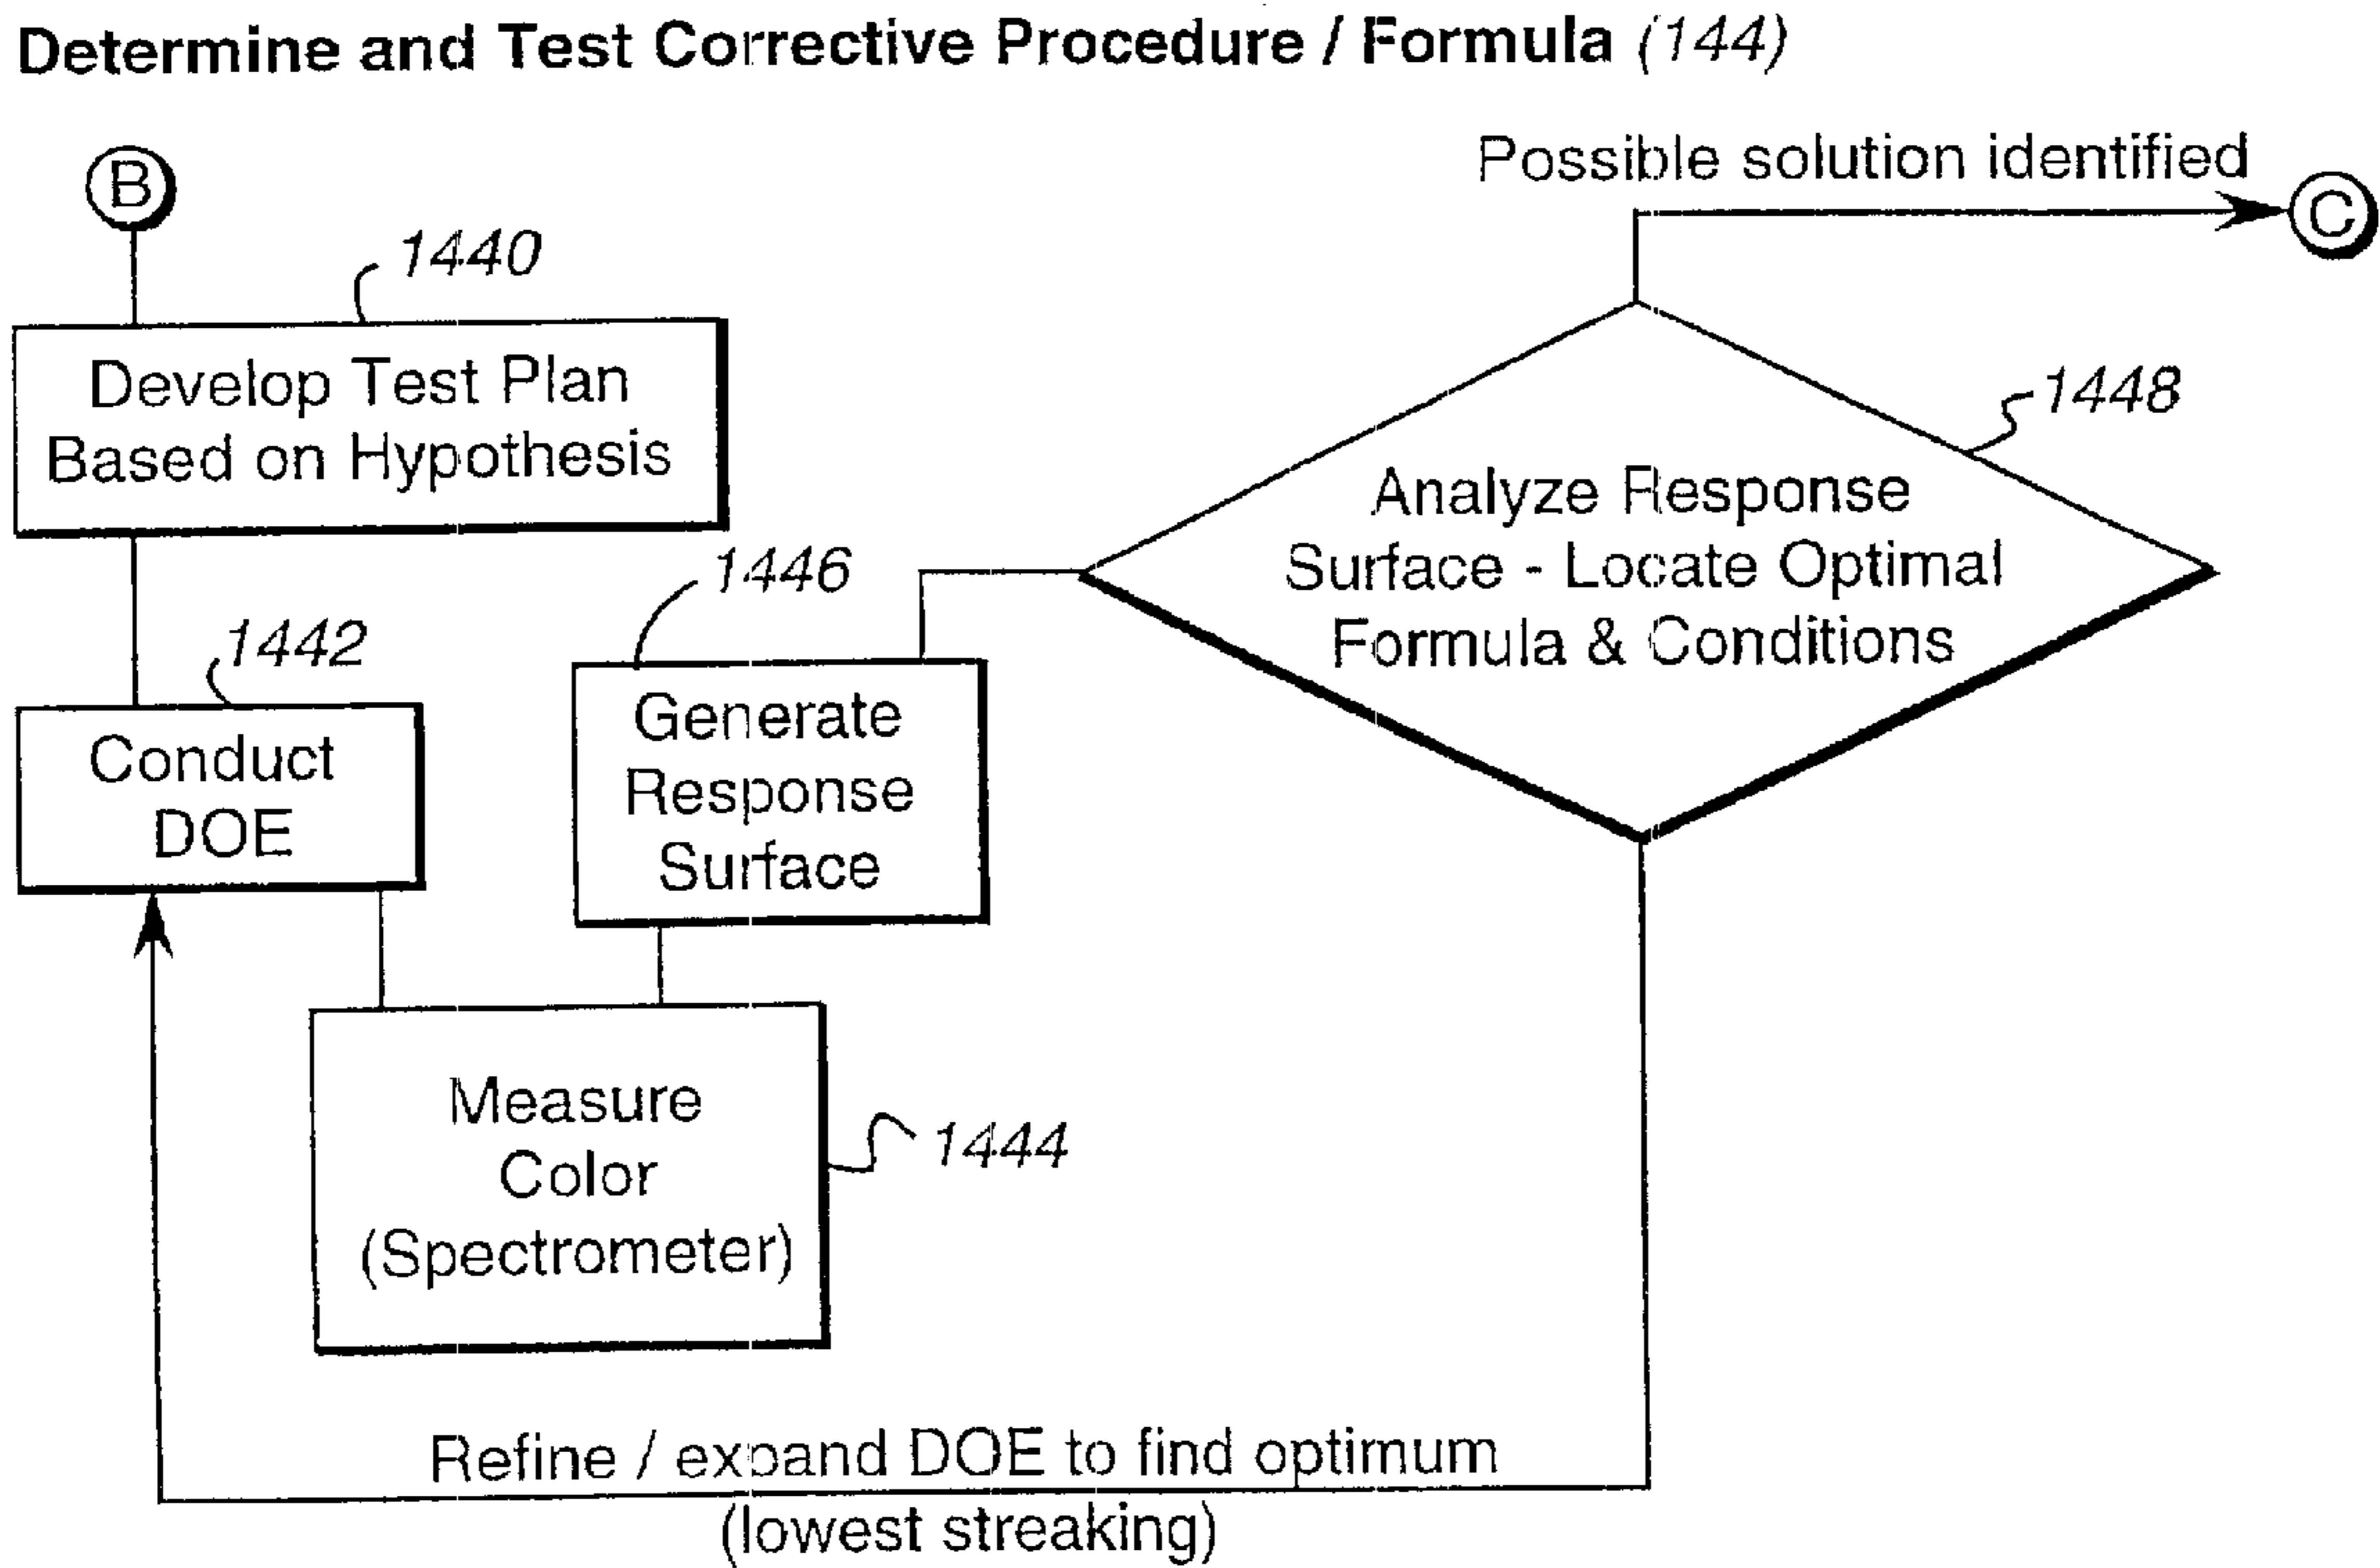 Determine and Test Corrective Procedure / Formula (144)
B
1440
Develop Test Plan
Based on Hypothesis
1442
Conduct
DOE
1446
Generate
Response
Surface
Measure
Color
(Spectrometer)
1444
Possible solution identified
C
1448
Analyze Response
Surface - Locate Optimal
Formula & Conditions
Refine / expand DOE to find optimum
(lowest streaking)